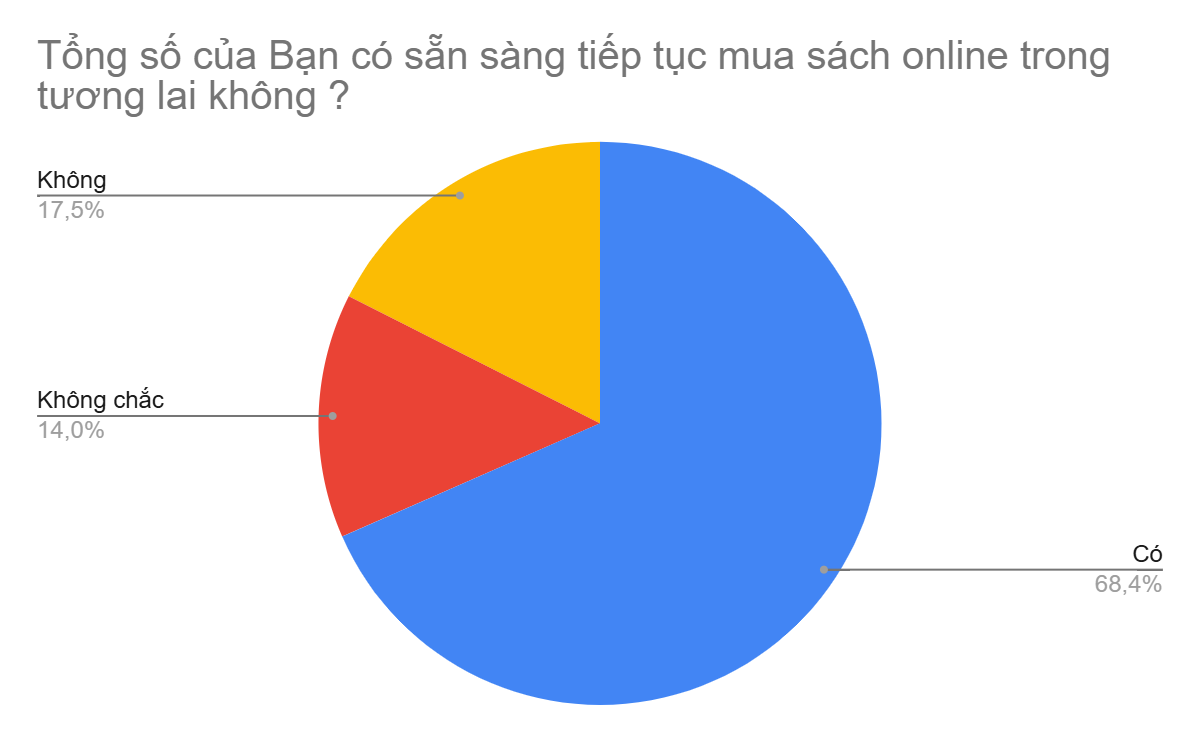 Tổng số của Bạn có sẵn sàng tiếp tục mua sách online trong
tương lai không ?
Không
17,5%
Không chắc
14,0%
Có
68,4%